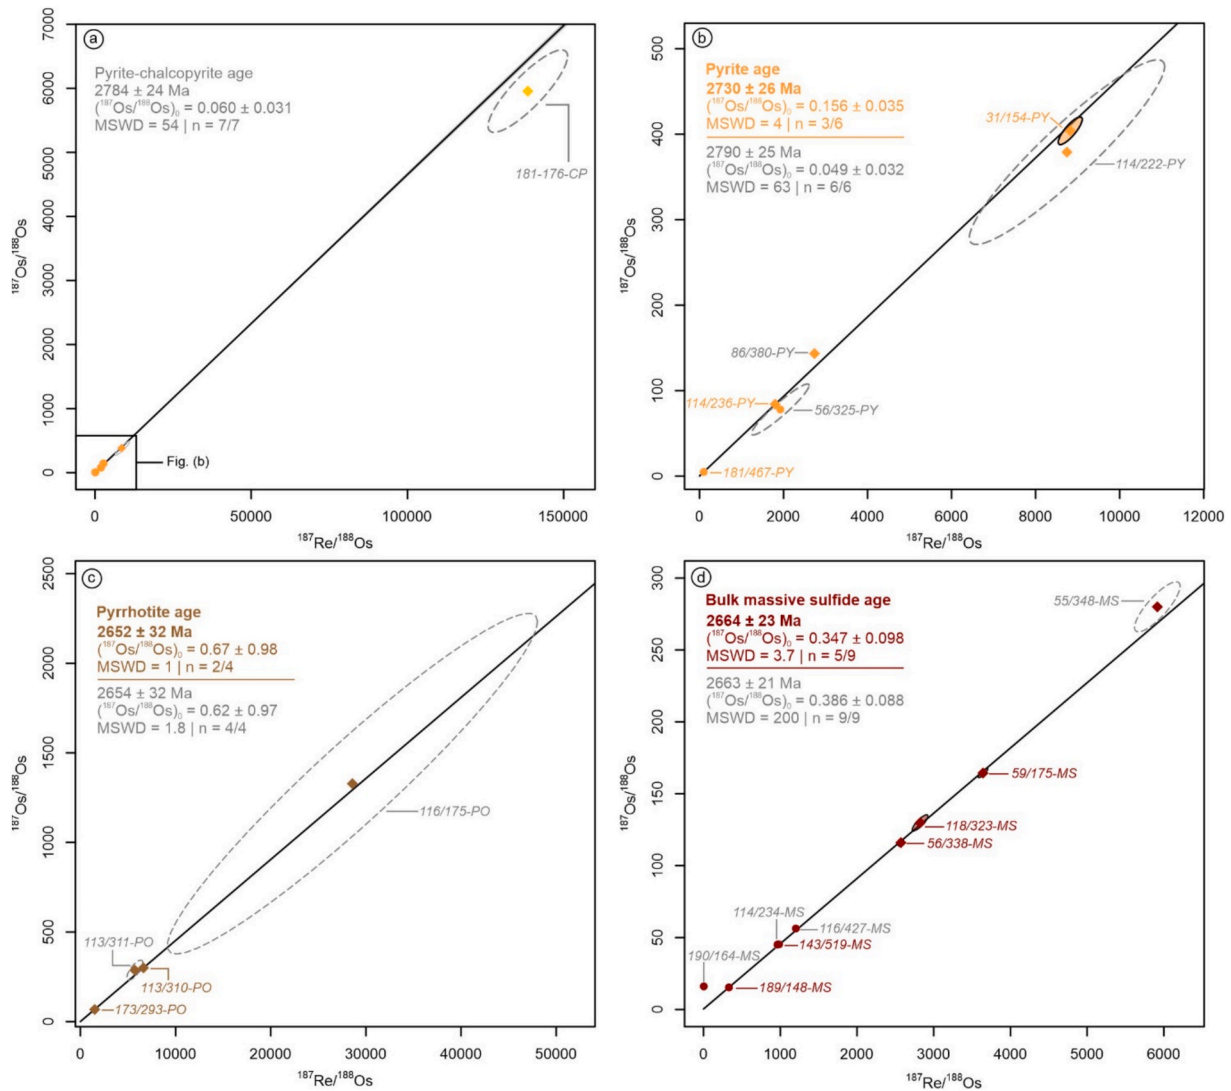 a
Pyrite-chalcopyrite age
2784 ± 24 Ma
(187Os/188Os)0 = 0.060 ± 0.031
MSWD = 54 | n = 7/7
181-176-CP
Fig. (b)
7000
6000
5000
4000
3000
2000
1000
0
187Os/188Os
0 50000 100000 150000
187Re/188Os
b
Pyrite age
2730 ± 26 Ma
(187Os/188Os)0 = 0.156 ± 0.035
MSWD = 4 | n = 3/6
2790 ± 25 Ma
(187Os/188Os)0 = 0.049 ± 0.032
MSWD = 63 | n = 6/6
31/154-PY
114/222-PY
86/380-PY
114/236-PY
56/325-PY
181/467-PY
500
400
300
200
100
0
187Os/188Os
0 2000 4000 6000 8000 10000 12000
187Re/188Os
c
Pyrrhotite age
2652 ± 32 Ma
(187Os/188Os)0 = 0.67 ± 0.98
MSWD = 1 | n = 2/4
2654 ± 32 Ma
(187Os/188Os)0 = 0.62 ± 0.97
MSWD = 1.8 | n = 4/4
116/175-PO
113/311-PO
113/310-PO
173/293-PO
2500
2000
1500
1000
500
0
187Os/188Os
0 10000 20000 30000 40000 50000
187Re/188Os
d
Bulk massive sulfide age
2664 ± 23 Ma
(187Os/188Os)0 = 0.347 ± 0.098
MSWD = 3.7 | n = 5/9
2663 ± 21 Ma
(187Os/188Os)0 = 0.386 ± 0.088
MSWD = 200 | n = 9/9
55/348-MS
59/175-MS
118/323-MS
56/338-MS
114/234-MS
116/427-MS
143/519-MS
190/164-MS
189/148-MS
300
250
200
150
100
50
0
187Os/188Os
0 1000 2000 3000 4000 5000 6000
187Re/188Os